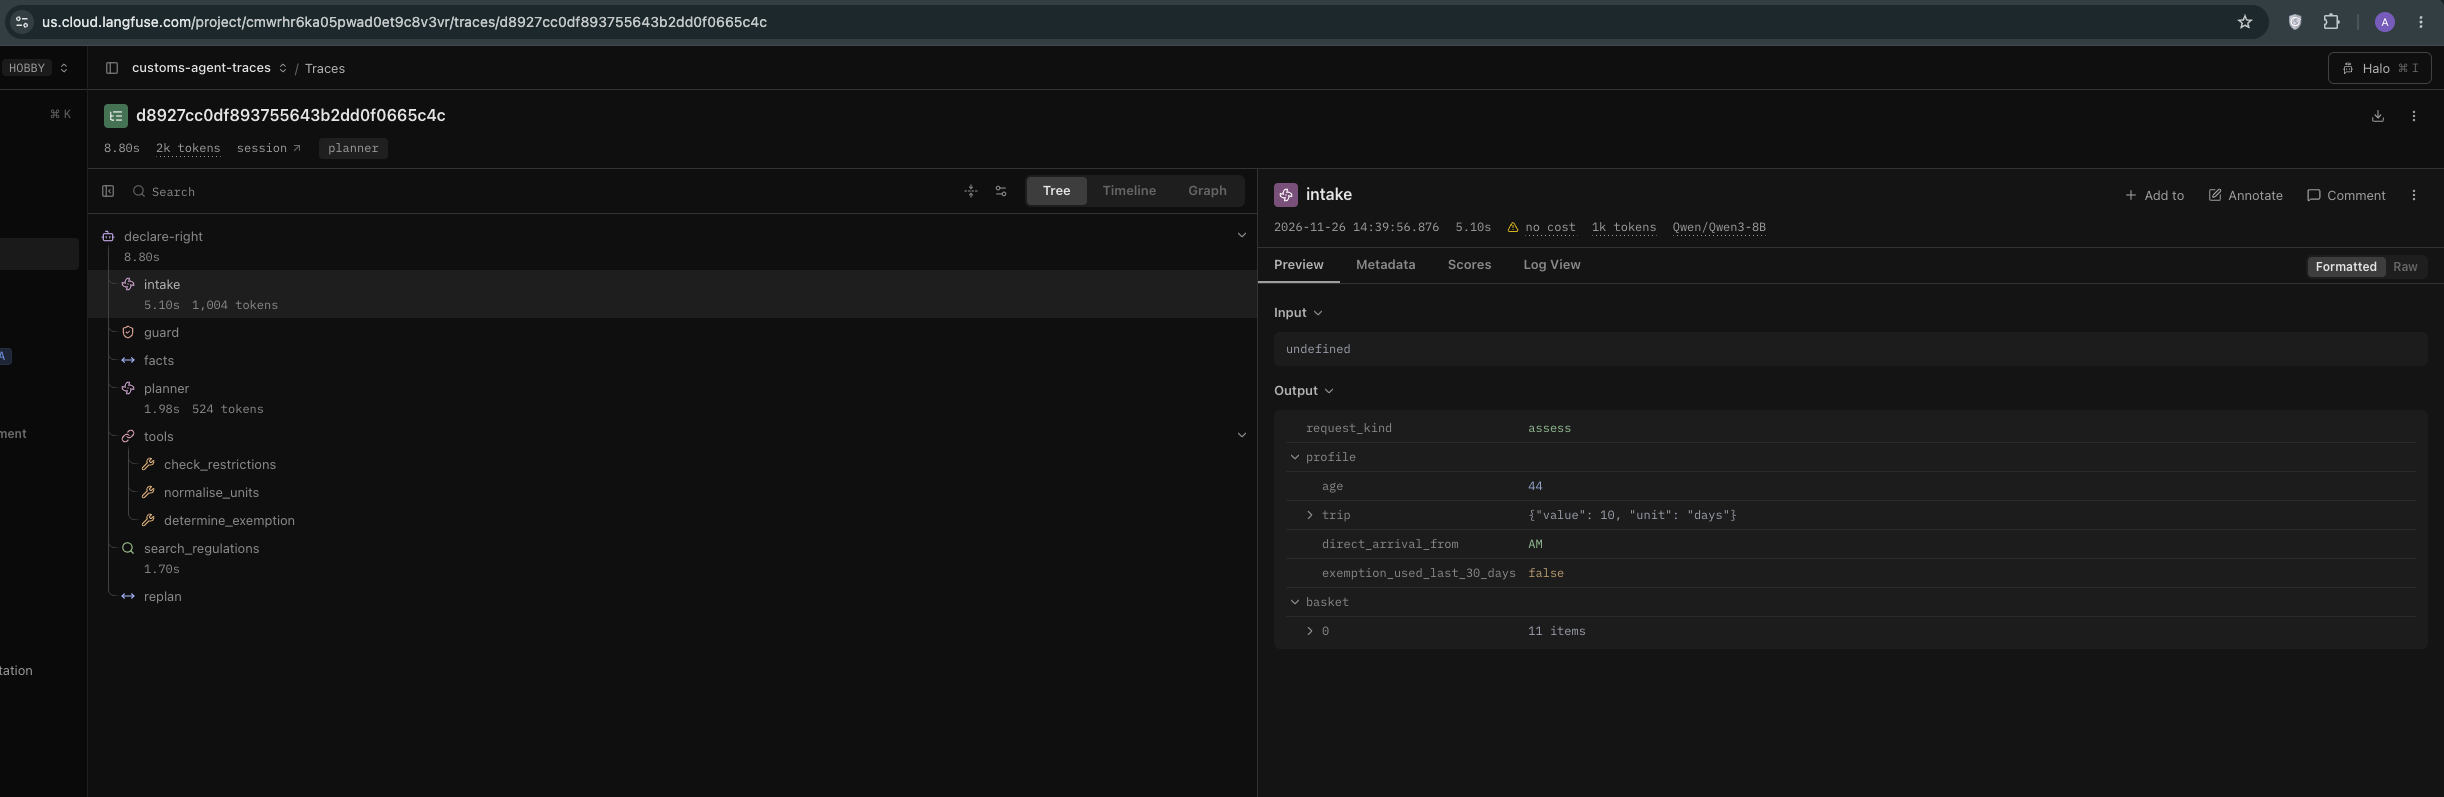 us.cloud.langfuse.com/project/cmwrhr6ka05pwad0et9c8v3vr/traces/d8927cc0df893755643b2dd0f0665c4c
A
HOBBY
customs-agent-traces / Traces
Halo ⌘ I
⌘ K
d8927cc0df893755643b2dd0f0665c4c
8.80s 2k tokens session ↗ planner
Search
Tree Timeline Graph
declare-right
8.80s
intake
5.10s 1,004 tokens
guard
facts
planner
1.98s 524 tokens
tools
check_restrictions
normalise_units
determine_exemption
search_regulations
1.70s
replan
A
ment
tation
intake
+ Add to Annotate Comment
2026-11-26 14:39:56.876 5.10s no cost 1k tokens Qwen/Qwen3-8B
Preview Metadata Scores Log View
Formatted Raw
Input
undefined
Output
request_kind assess
profile
age 44
trip {"value": 10, "unit": "days"}
direct_arrival_from AM
exemption_used_last_30_days false
basket
0 11 items